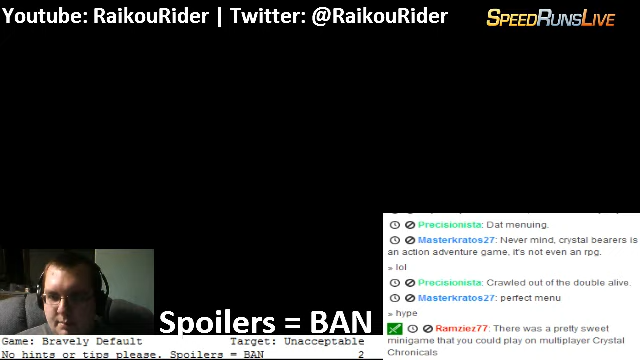 Youtube: RaikouRider | Twitter: @RaikouRider
SPEEDRUNSLIVE
Precisionista: Dat menuing.
Masterkratos27: Never mind, crystal bearers is
an action adventure game, it's not even an rpg.
» lol
Precisionista: Crawled out of the double alive.
Masterkratos27: perfect menu
» hype
Ramziez77: There was a pretty sweet
minigame that you could play on multiplayer Crystal
Chronicals
Spoilers = BAN
Game: Bravely Default Target: Unacceptable
No hints or tips please. Spoilers = BAN 2